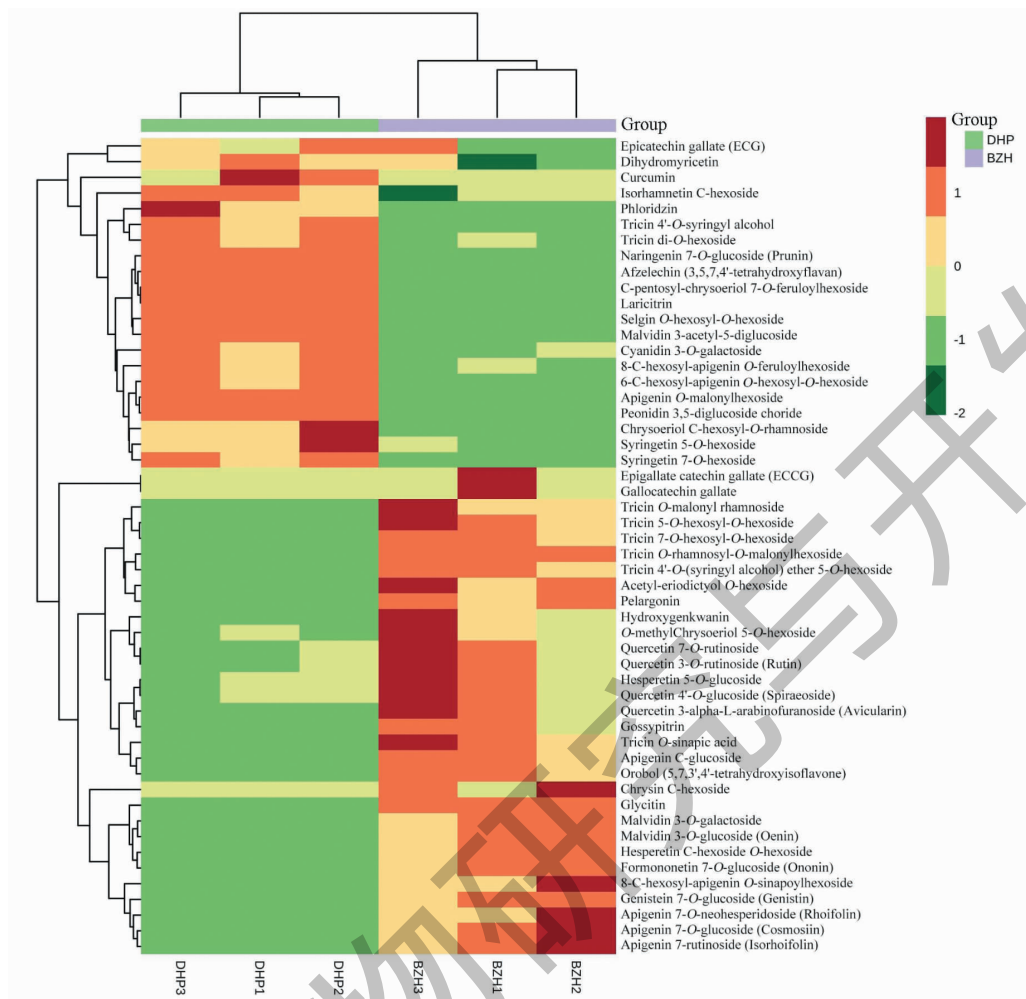 Group
Group
DHP
BZH
1
0
-1
-2
Epicatechin gallate (ECG)
Dihydromyricetin
Curcumin
Isorhamnetin C-hexoside
Phloridzin
Tricin 4'-O-syringyl alcohol
Tricin di-O-hexoside
Naringenin 7-O-glucoside (Prunin)
Afzelechin (3,5,7,4'-tetrahydroxyflavan)
C-pentosyl-chrysoeriol 7-O-feruloylhexoside
Laricitrin
Selgin O-hexosyl-O-hexoside
Malvidin 3-acetyl-5-diglucoside
Cyanidin 3-O-galactoside
8-C-hexosyl-apigenin O-feruloylhexoside
6-C-hexosyl-apigenin O-hexosyl-O-hexoside
Apigenin O-malonylhexoside
Peonidin 3,5-diglucoside choride
Chrysoeriol C-hexosyl-O-rhamnoside
Syringetin 5-O-hexoside
Syringetin 7-O-hexoside
Epigallate catechin gallate (ECCG)
Gallocatechin gallate
Tricin O-malonyl rhamnoside
Tricin 5-O-hexosyl-O-hexoside
Tricin 7-O-hexosyl-O-hexoside
Tricin O-rhamnosyl-O-malonylhexoside
Tricin 4'-O-(syringyl alcohol) ether 5-O-hexoside
Acetyl-eriodictyol O-hexoside
Pelargonin
Hydroxygenkwanin
O-methylChrysoeriol 5-O-hexoside
Quercetin 7-O-rutinoside
Quercetin 3-O-rutinoside (Rutin)
Hesperetin 5-O-glucoside
Quercetin 4'-O-glucoside (Spiraeoside)
Quercetin 3-alpha-L-arabinofuranoside (Avicularin)
Gossypitrin
Tricin O-sinapic acid
Apigenin C-glucoside
Orobol (5,7,3',4'-tetrahydroxyisoflavone)
Chrysin C-hexoside
Glycitin
Malvidin 3-O-galactoside
Malvidin 3-O-glucoside (Oenin)
Hesperetin C-hexoside O-hexoside
Formononetin 7-O-glucoside (Ononin)
8-C-hexosyl-apigenin O-sinapoylhexoside
Genistein 7-O-glucoside (Genistin)
Apigenin 7-O-neohesperidoside (Rhoifolin)
Apigenin 7-O-glucoside (Cosmosiin)
Apigenin 7-rutinoside (Isorhoifolin)
DHP3
DHP1
DHP2
BZH3
BZH1
BZH2
物研究与开